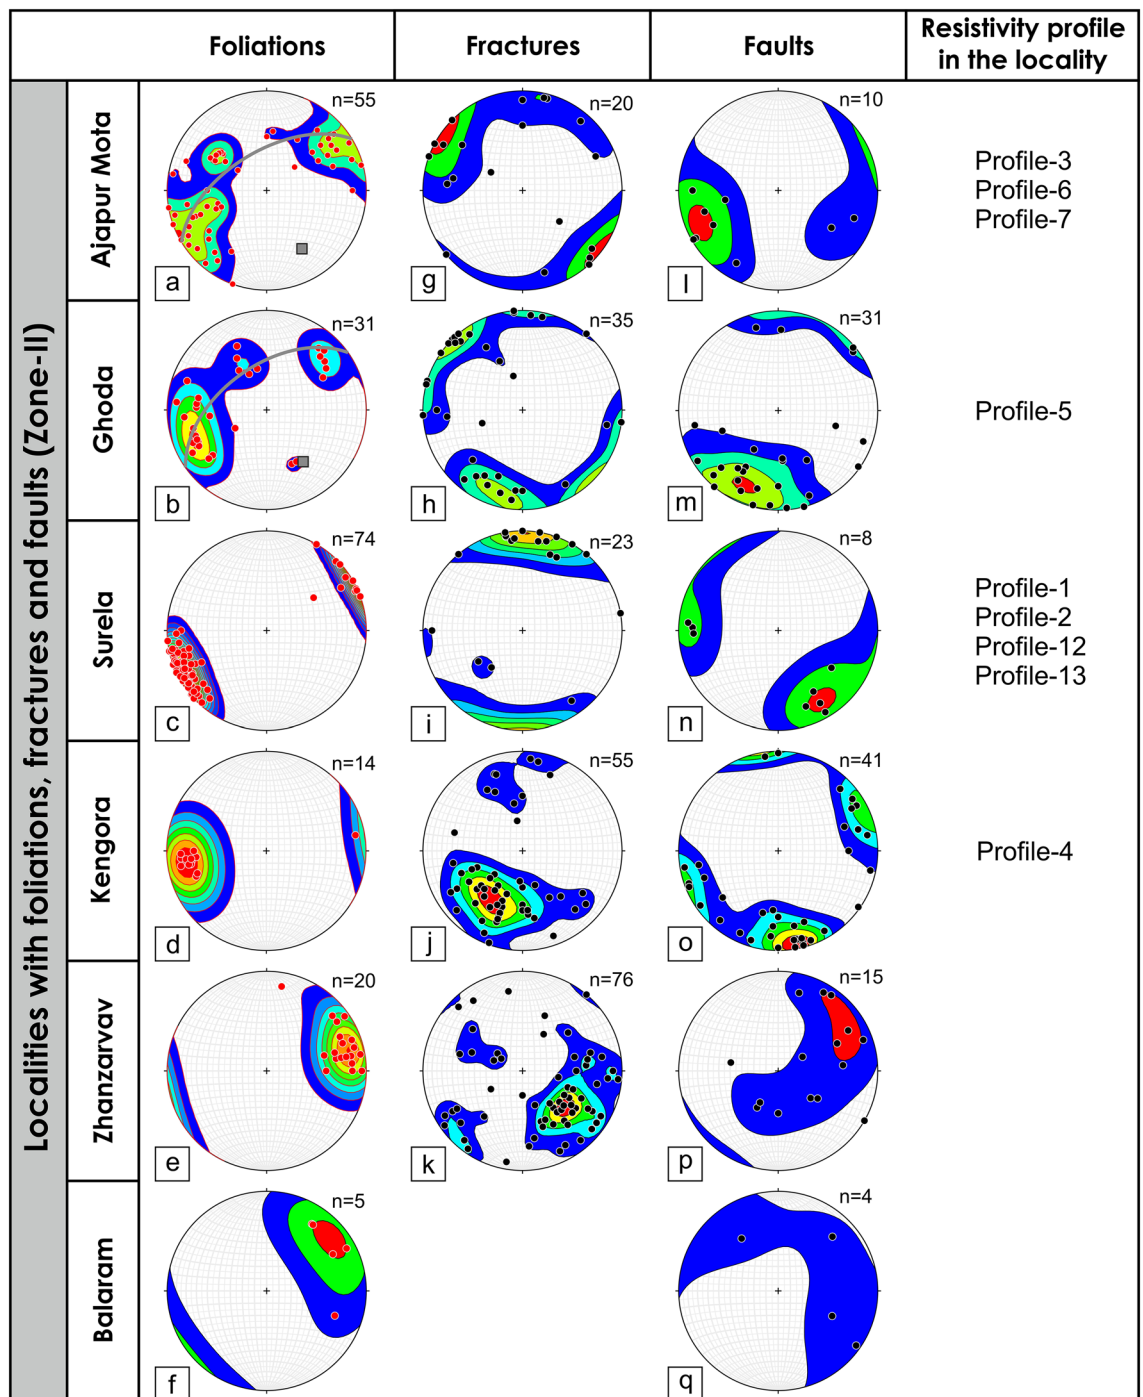 Foliations
Fractures
Faults
Resistivity profile
in the locality
Localities with foliations, fractures and faults (Zone-II)
Ajapur Mota
n=55
a
n=20
g
n=10
l
Profile-3
Profile-6
Profile-7
Ghoda
n=31
b
n=35
h
n=31
m
Profile-5
Surela
n=74
c
n=23
i
n=8
n
Profile-1
Profile-2
Profile-12
Profile-13
Kengora
n=14
d
n=55
j
n=41
o
Profile-4
Zhanzarvav
n=20
e
n=76
k
n=15
p
Balaram
n=5
f
n=4
q